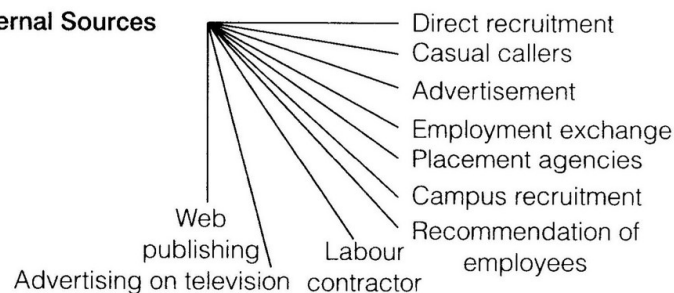 ernal Sources
Direct recruitment
Casual callers
Advertisement
Employment exchange
Placement agencies
Campus recruitment
Recommendation of
employees
Labour
contractor
Advertising on television
Web
publishing